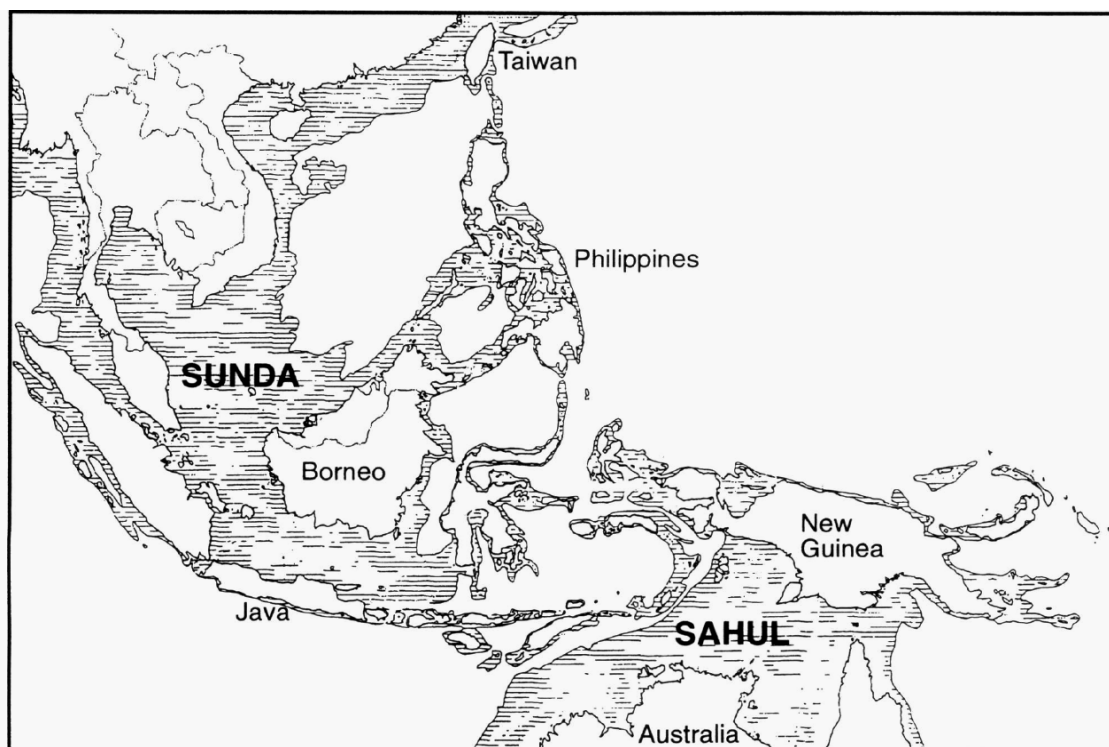 Taiwan
Philippines
SUNDA
Borneo
New
Guinea
Java
SAHUL
Australia